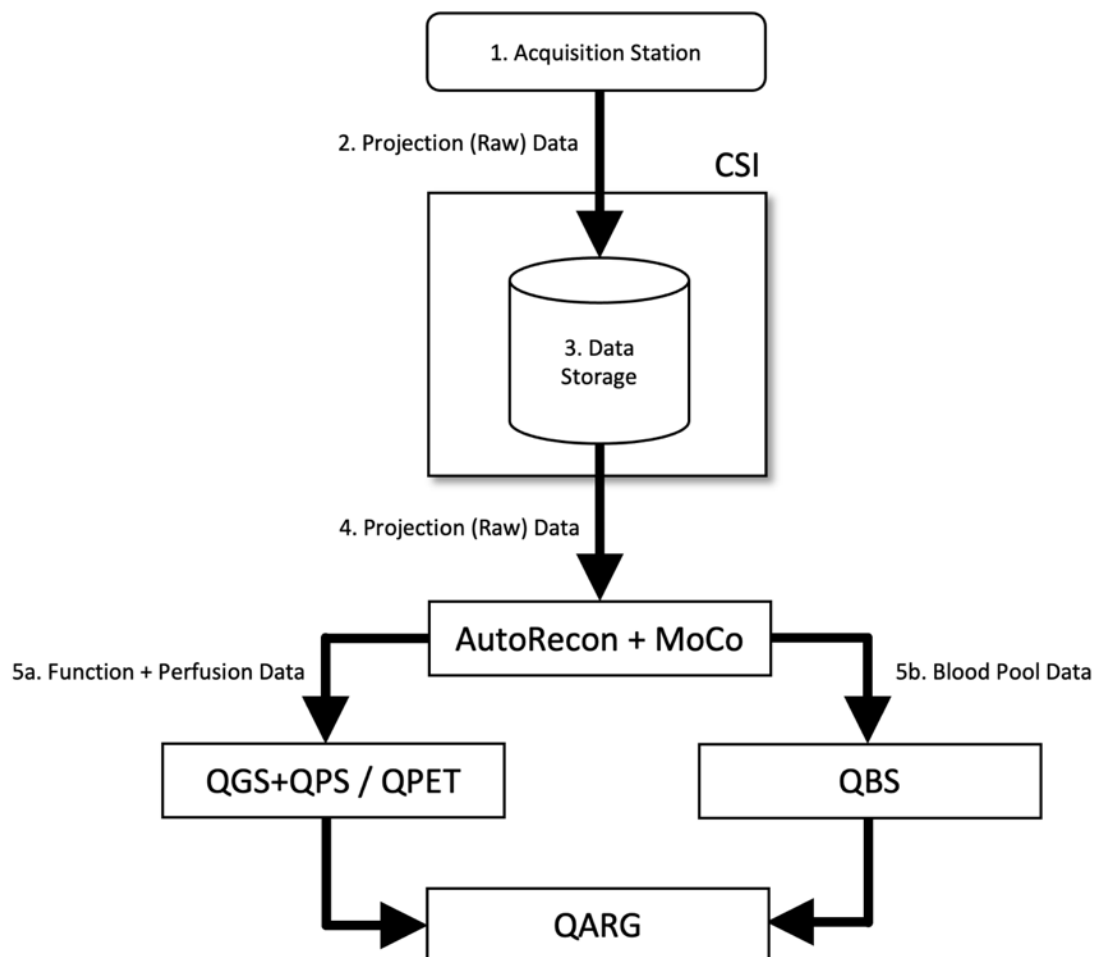 1. Acquisition Station
2. Projection (Raw) Data
CSI
3. Data
Storage
4. Projection (Raw) Data
AutoRecon + MoCo
5a. Function + Perfusion Data
5b. Blood Pool Data
QGS+QPS / QPET
QBS
QARG